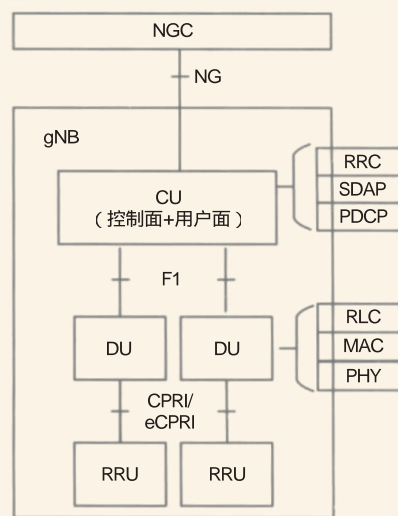 NGC
NG
gNB
CU
（控制面+用户面）
RRC
SDAP
PDCP
F1
DU
DU
RLC
MAC
PHY
CPRI/
eCPRI
RRU
RRU